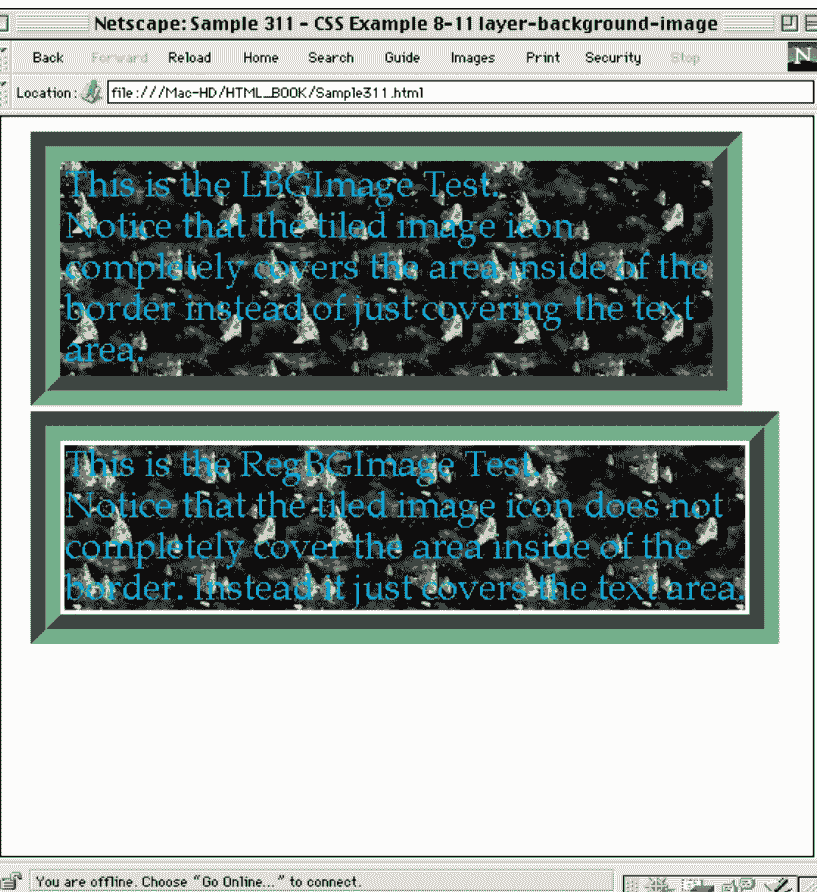 Netscape: Sample 311 - CSS Example 8-11 layer-background-image
Back Forward Reload Home Search Guide Images Print Security Stop
N
Location: file:///Mac-HD/HTML_BOOK/Sample311.html
This is the LBGImage Test.
Notice that the tiled image icon
completely covers the area inside of the
border instead of just covering the text
area.
This is the RegBGImage Test.
Notice that the tiled image icon does not
completely cover the area inside of the
border. Instead it just covers the text area.
You are offline. Choose "Go Online..." to connect.